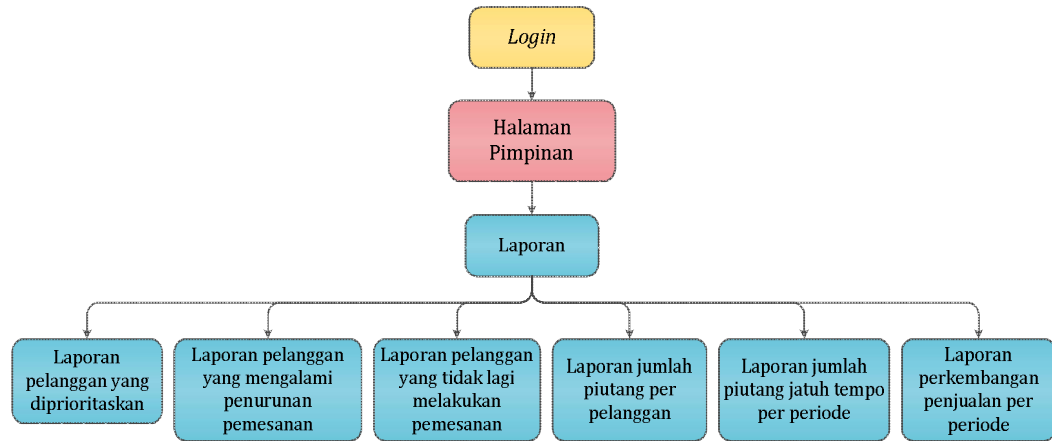 Login
Halaman
Pimpinan
Laporan
Laporan
pelanggan yang
diprioritaskan
Laporan pelanggan
yang mengalami
penurunan
pemesanan
Laporan pelanggan
yang tidak lagi
melakukan
pemesanan
Laporan jumlah
piutang per
pelanggan
Laporan jumlah
piutang jatuh tempo
per periode
Laporan
perkembangan
penjualan per
periode